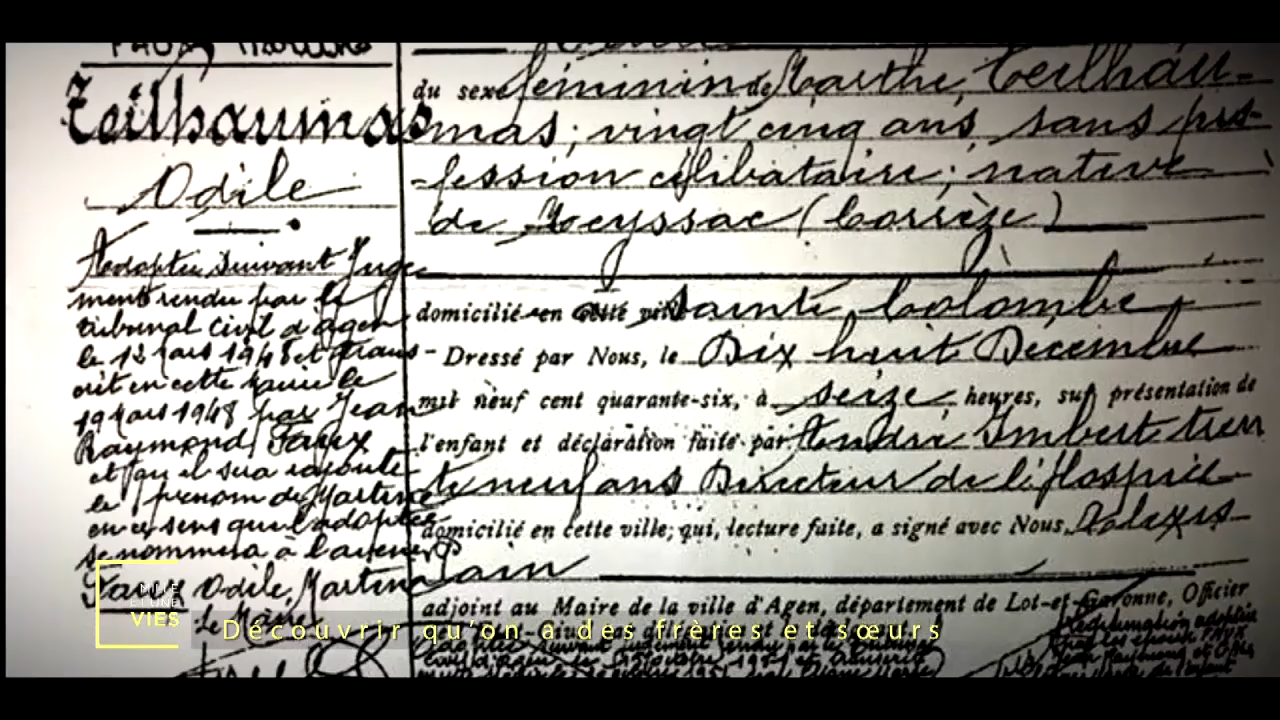 Teilhaumas
Odile
Adoptée suivant Juge-
ment rendu par le
tribunal Civil d'agen
le 12 Mars 1948 et trans-
crit en cette Mairie le
19 Mars 1948 par Jean
Raymond Faux
et qu'il sera rajouté
le prénom de Martine
en ce sens que l'adoptée
se nommera à l'avenir
Faux Odile, Martine
Le Maire
du sexe féminin de Marthe Teilhau-
mas; vingt cinq ans, sans pro-
-fession célibataire; native
de Meyssac (Corrèze)
domicilié en cette ville Sainte Colombe
Dressé par Nous, le Dix huit Décembre
mil neuf cent quarante-six, à seize heures, sur présentation de
l'enfant et déclaration faite par André Imbert tren
te neuf ans Directeur de l'Hospice
domicilié en cette ville; qui, lecture faite, a signé avec Nous, Alexis
Pain
adjoint au Maire de la ville d'Agen, département de Lot-et-Garonne, Officier
MILLE
ET UNE
VIES
Découvrir qu'on a des frères et sœurs